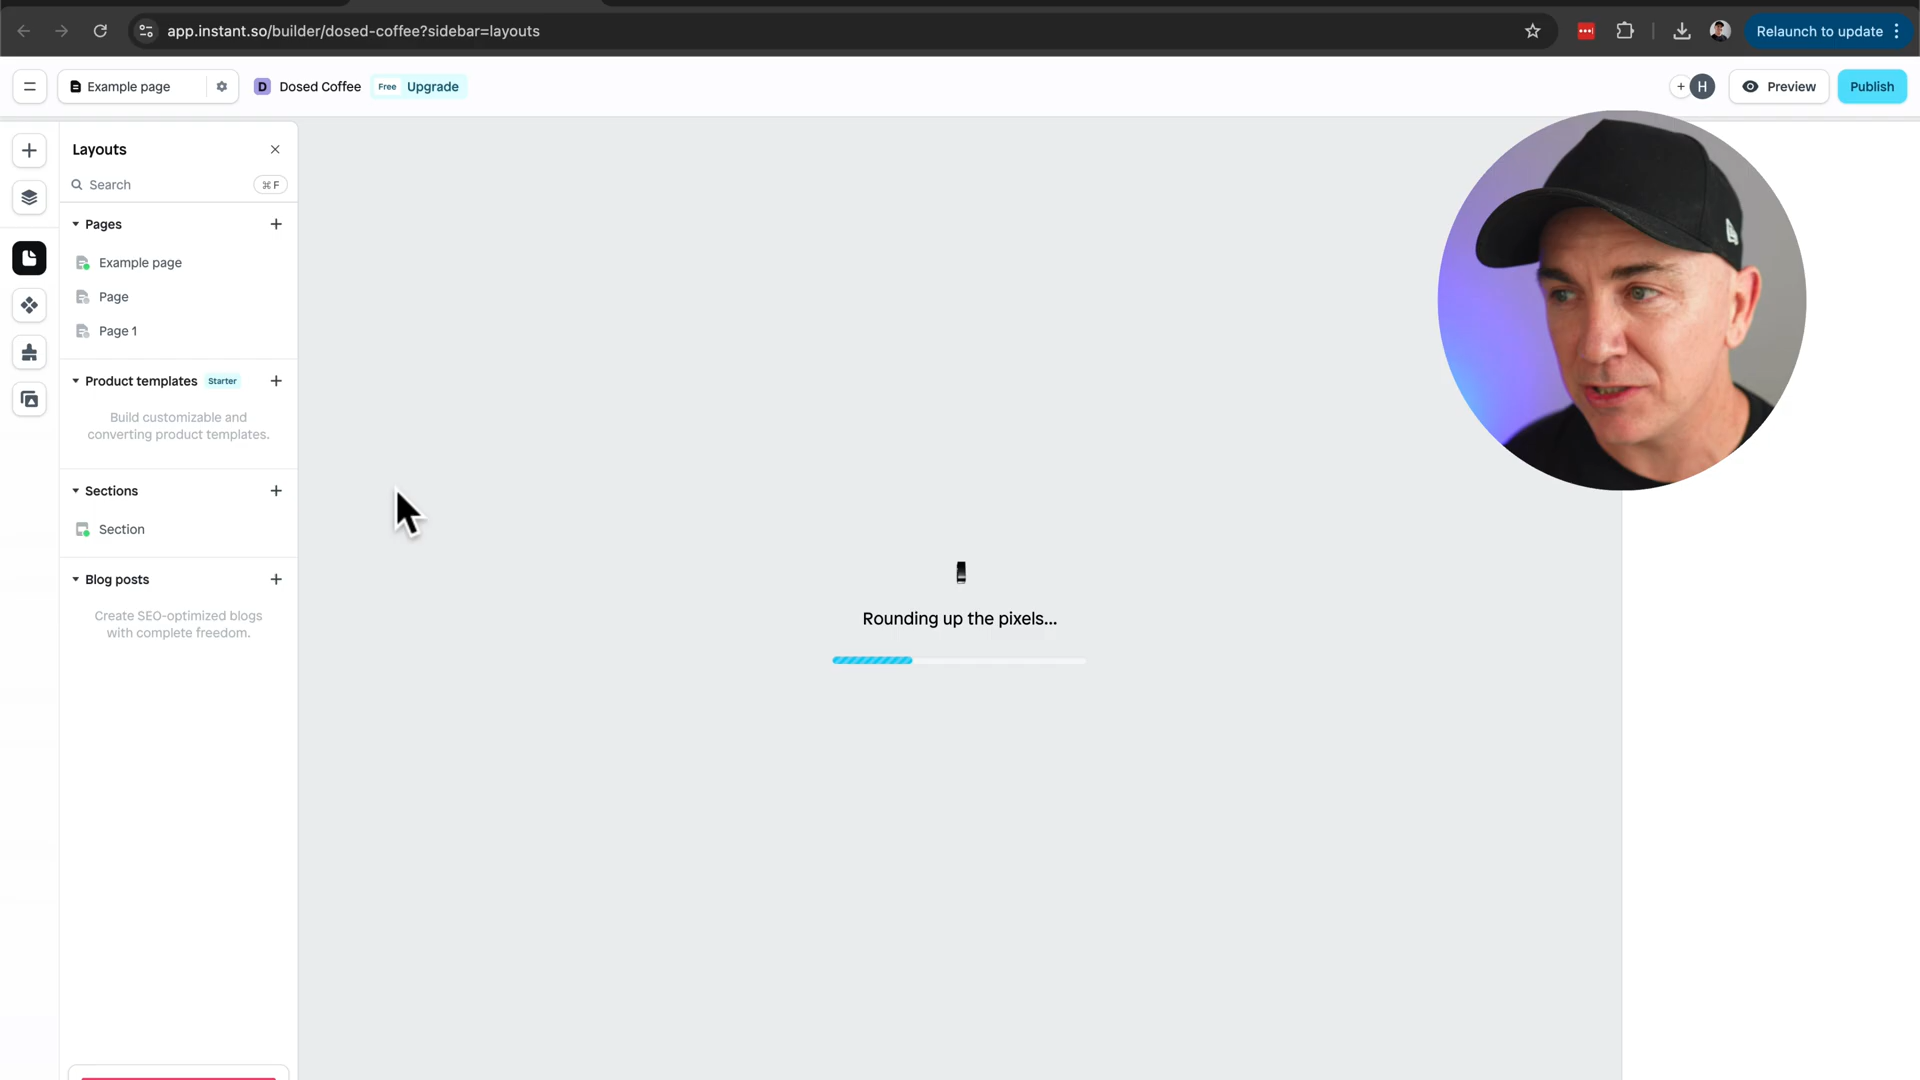 app.instant.so/builder/dosed-coffee?sidebar=layouts
Relaunch to update
Example page
D
Dosed Coffee
Free
Upgrade
H
Preview
Publish
Layouts
Search
⌘ F
Pages
Example page
Page
Page 1
Product templates
Starter
Build customizable and
converting product templates.
Sections
Section
Blog posts
Create SEO-optimized blogs
with complete freedom.
Rounding up the pixels...